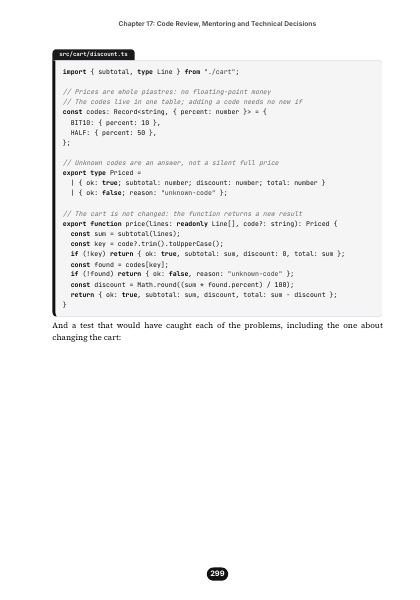 Chapter 17: Code Review, Mentoring and Technical Decisions
src/cart/discount.ts
import { subtotal, type Line } from "./cart";
// Prices are whole piastres: no floating-point money
// The codes live in one table; adding a code needs no new if
const codes: Record<string, { percent: number }> = {
  BIT10: { percent: 10 },
  HALF: { percent: 50 },
};
// Unknown codes are an answer, not a silent full price
export type Priced =
  | { ok: true; subtotal: number; discount: number; total: number }
  | { ok: false; reason: "unknown-code" };
// The cart is not changed: the function returns a new result
export function price(lines: readonly Line[], code?: string): Priced {
  const sum = subtotal(lines);
  const key = code?.trim().toUpperCase();
  if (!key) return { ok: true, subtotal: sum, discount: 0, total: sum };
  const found = codes[key];
  if (!found) return { ok: false, reason: "unknown-code" };
  const discount = Math.round((sum * found.percent) / 100);
  return { ok: true, subtotal: sum, discount, total: sum - discount };
}
And a test that would have caught each of the problems, including the one about
changing the cart:
299